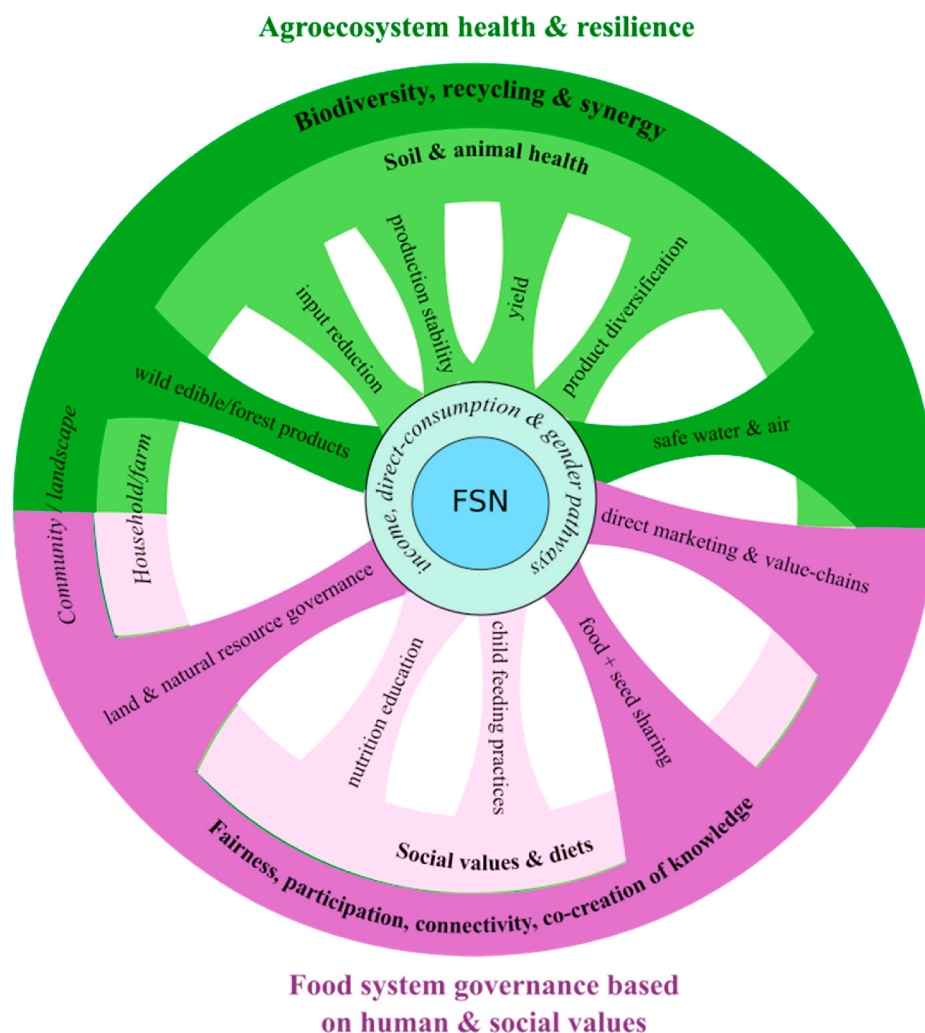 Agroecosystem health & resilience
Biodiversity, recycling & synergy
Soil & animal health
production stability
yield
input reduction
product diversification
wild edible/forest products
safe water & air
income, direct-consumption & gender pathways
FSN
Community / landscape
Household/farm
direct marketing & value-chains
land & natural resource governance
nutrition education
child feeding practices
food + seed sharing
Social values & diets
Fairness, participation, connectivity, co-creation of knowledge
Food system governance based
on human & social values